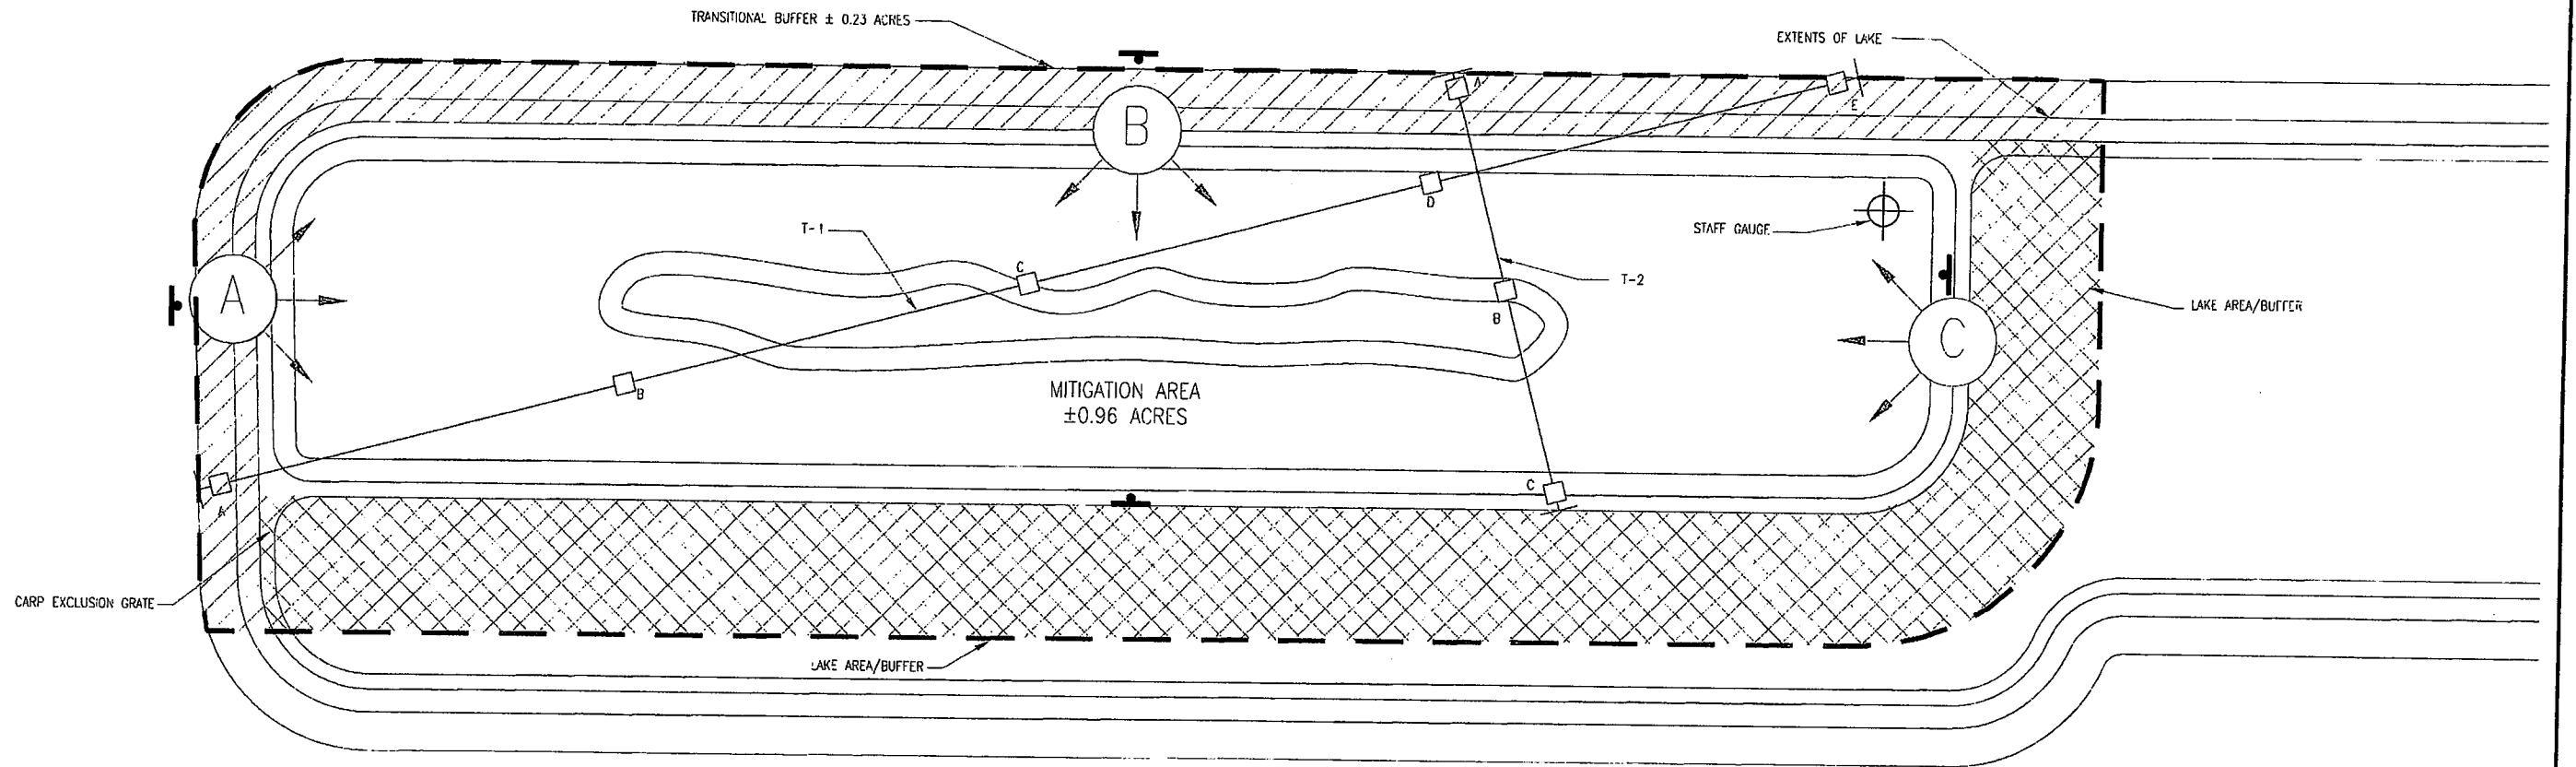 TRANSITIONAL BUFFER ± 0.23 ACRES
EXTENTS OF LAKE
A
E
B
D
T-1
STAFF GAUGE
C
T-2
A
B
C
LAKE AREA/BUFFER
B
MITIGATION AREA
±0.96 ACRES
C
A
CARP EXCLUSION GRATE
LAKE AREA/BUFFER